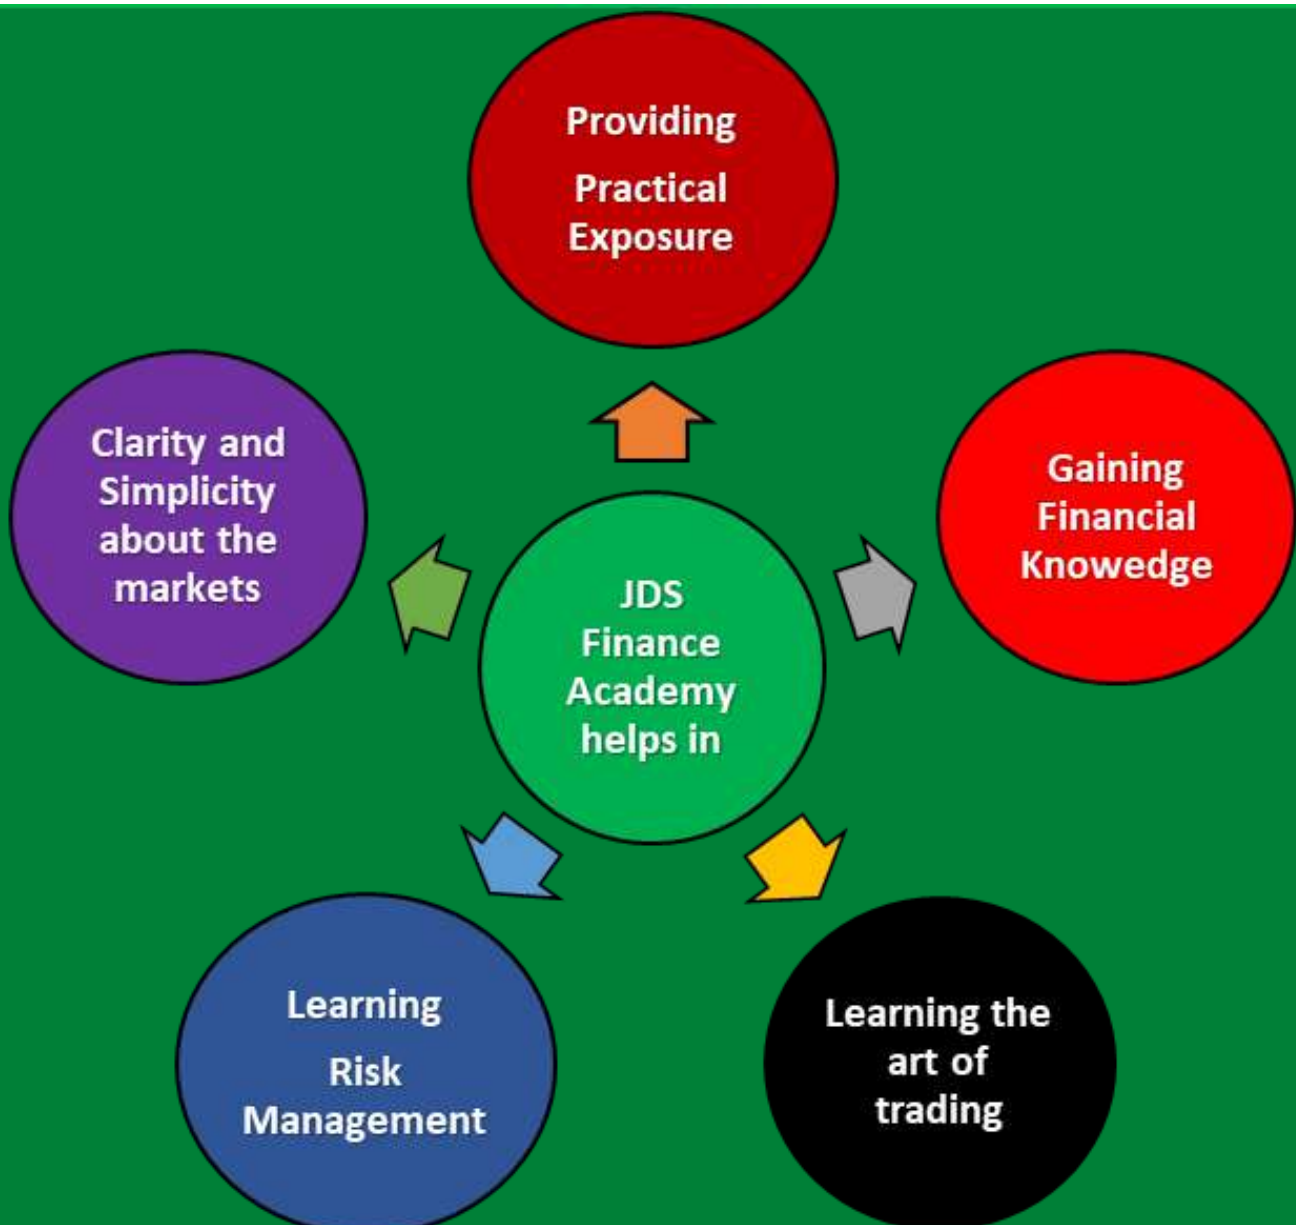 Providing
Practical
Exposure
Clarity and
Simplicity
about the
markets
Gaining
Financial
Knowedge
JDS
Finance
Academy
helps in
Learning
Risk
Management
Learning the
art of
trading